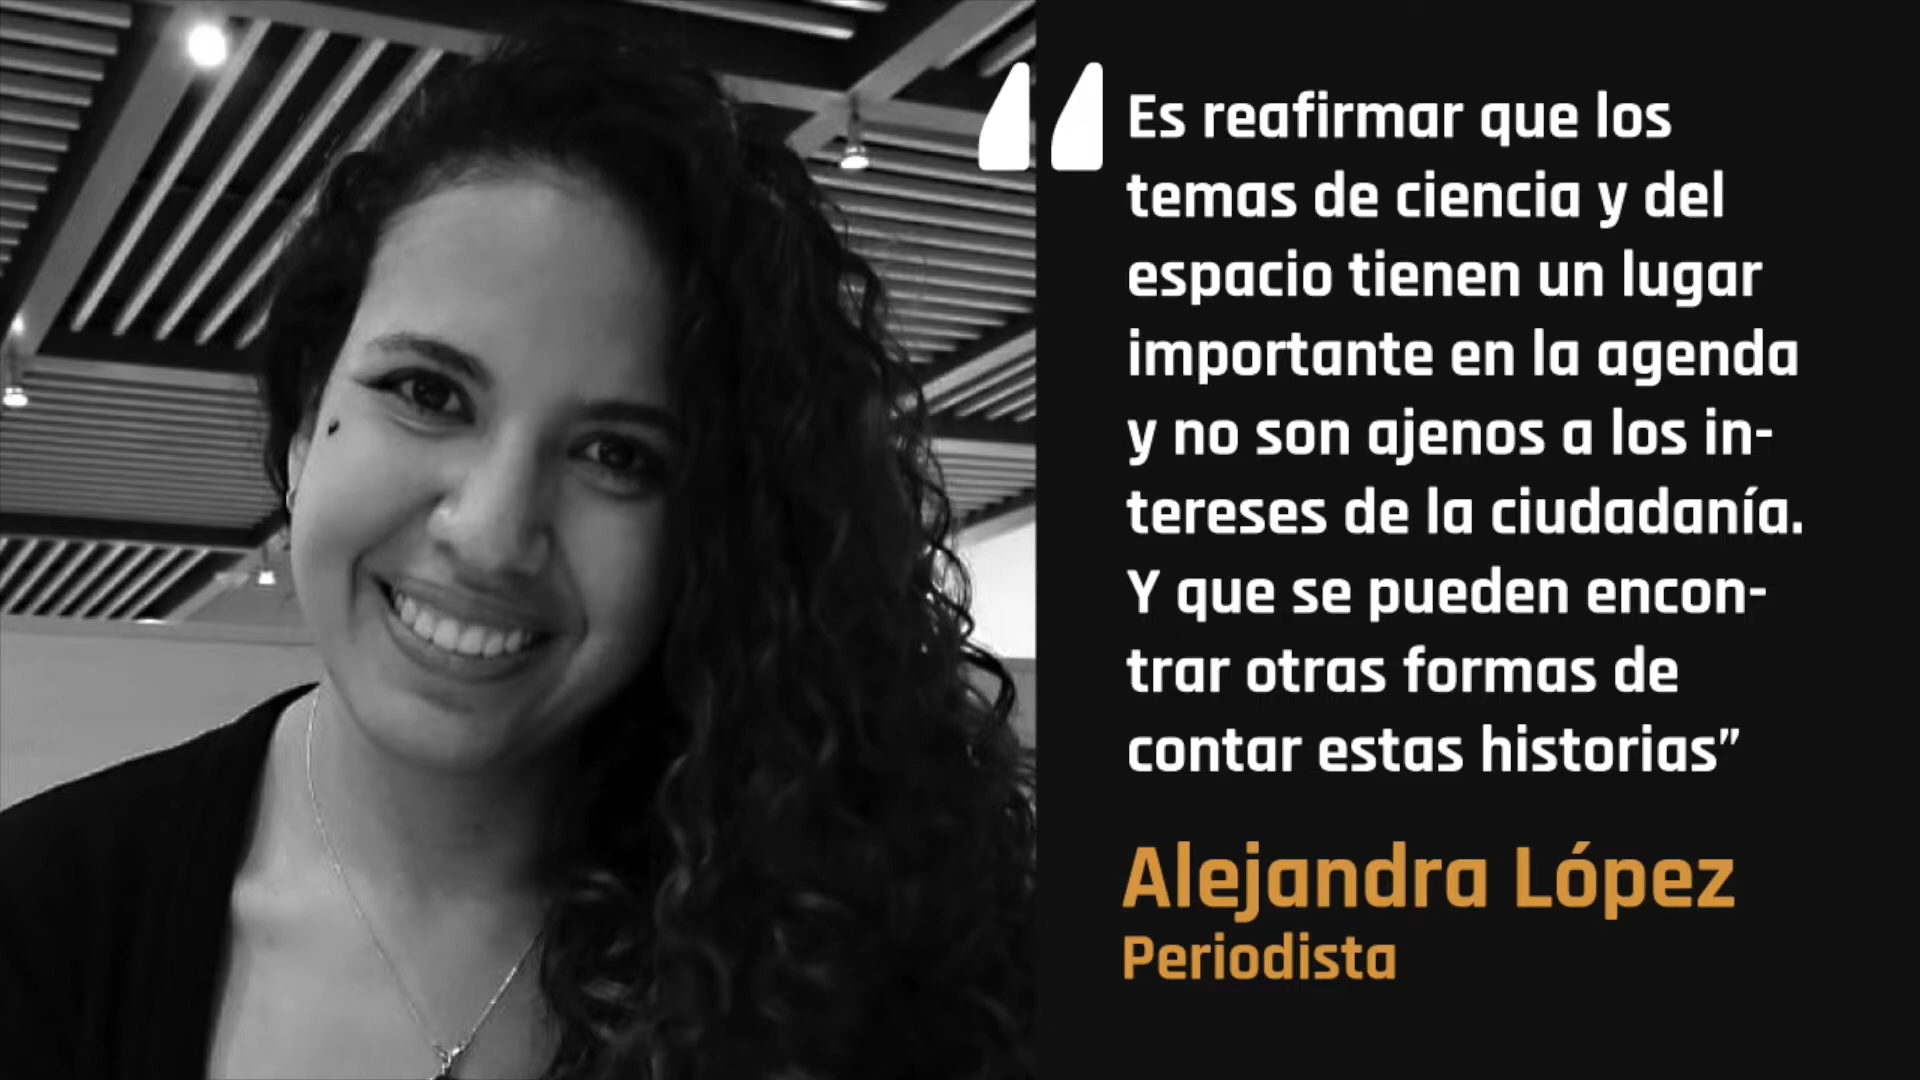 “Es reafirmar que los
temas de ciencia y del
espacio tienen un lugar
importante en la agenda
y no son ajenos a los in-
tereses de la ciudadanía.
Y que se pueden encon-
trar otras formas de
contar estas historias”
Alejandra López
Periodista